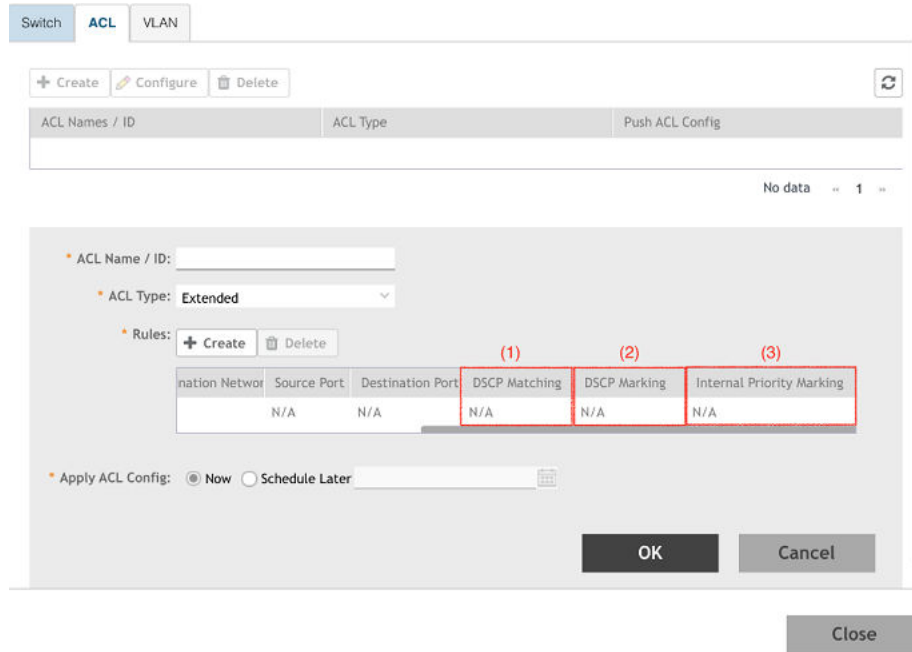 Switch ACL VLAN
Create Configure Delete
ACL Names / ID ACL Type Push ACL Config
No data 1
* ACL Name / ID:
* ACL Type: Extended
* Rules: Create Delete
(1) (2) (3)
nation Networ Source Port Destination Port DSCP Matching DSCP Marking Internal Priority Marking
N/A N/A N/A N/A N/A
* Apply ACL Config: Now Schedule Later
OK Cancel
Close